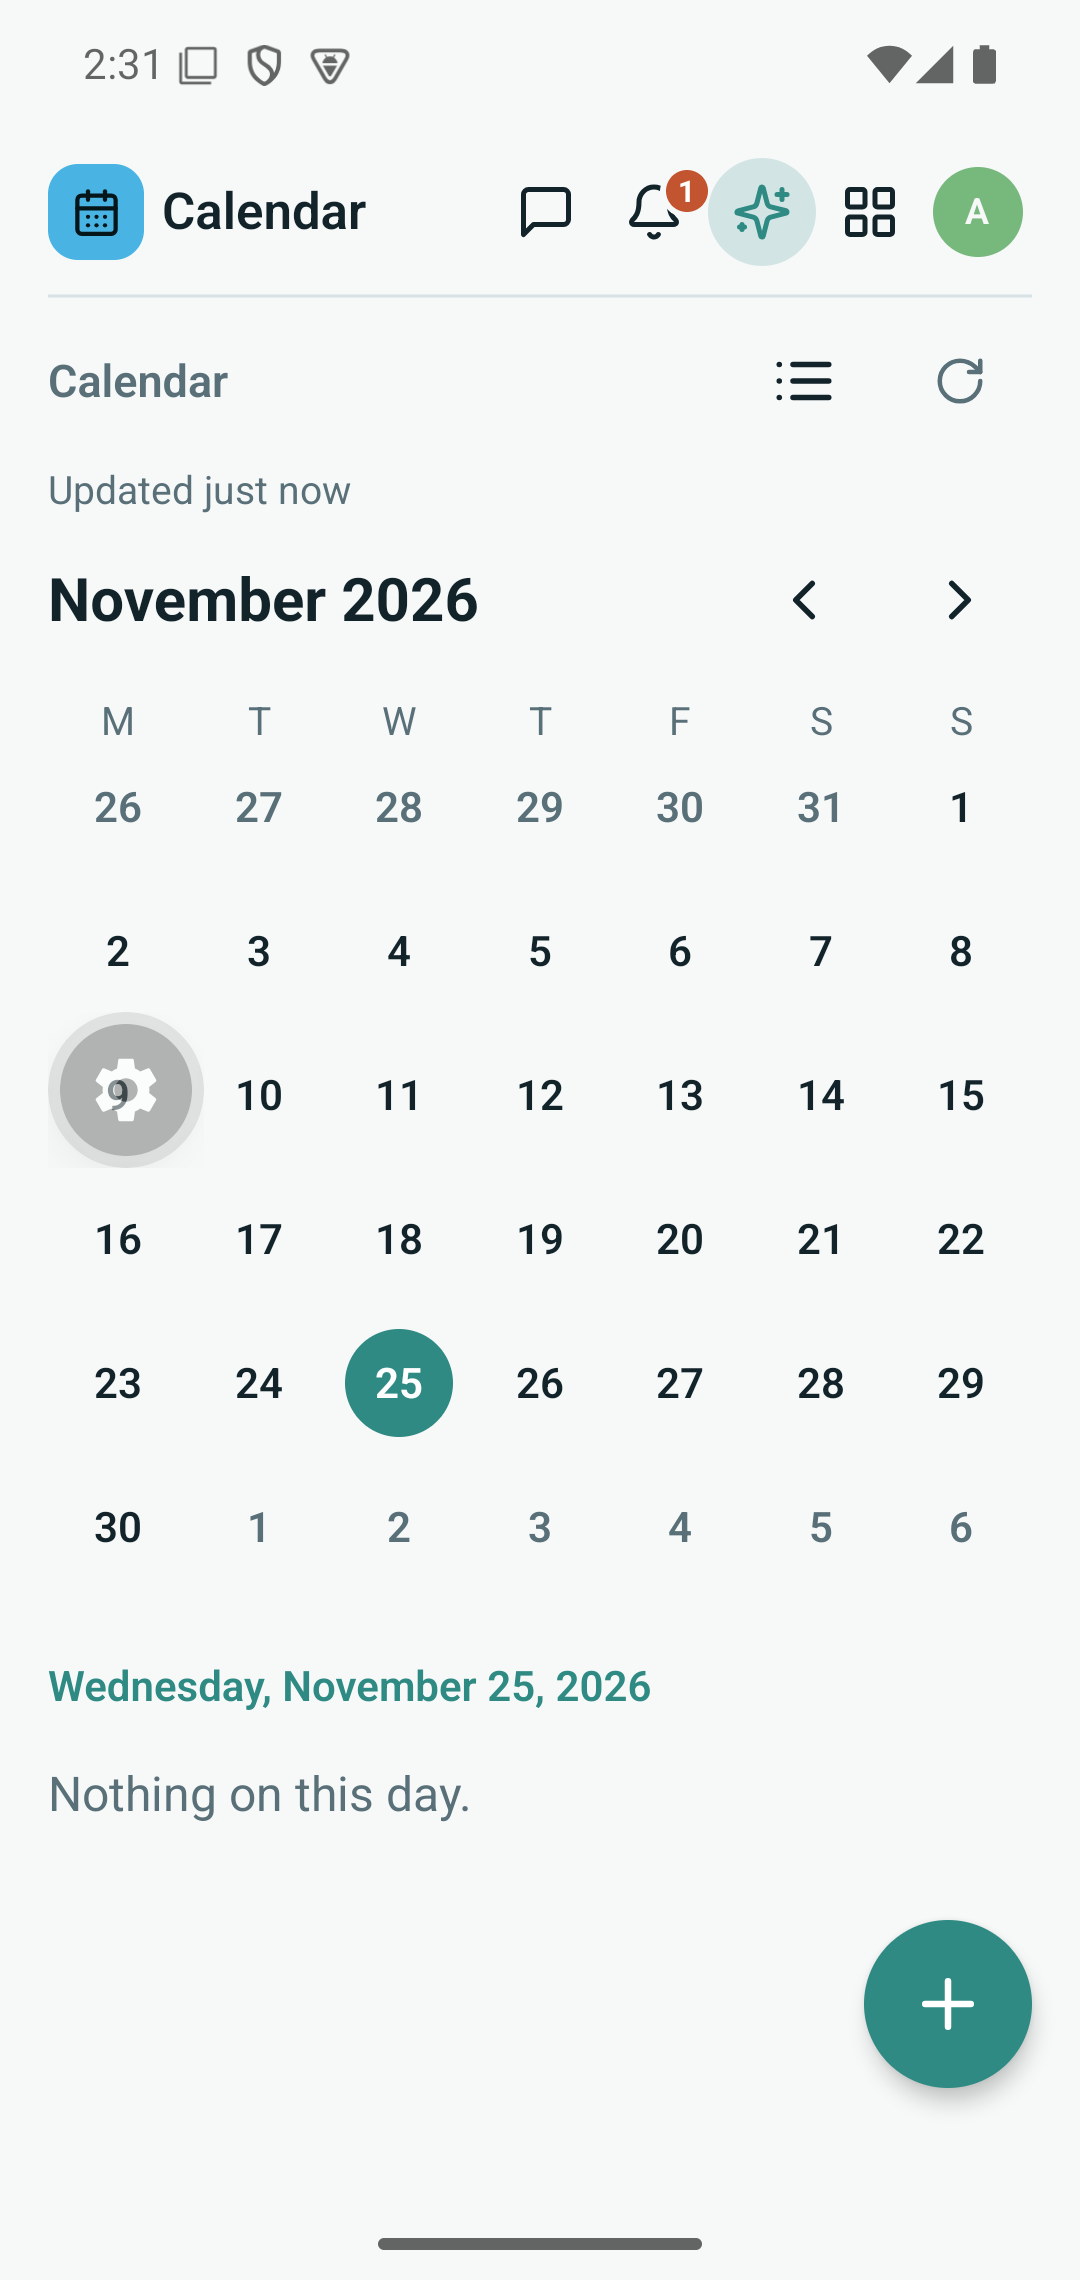 2:31
Calendar
1
A
Calendar
Updated just now
November 2026
M T W T F S S
26 27 28 29 30 31 1
2 3 4 5 6 7 8
9 10 11 12 13 14 15
16 17 18 19 20 21 22
23 24 25 26 27 28 29
30 1 2 3 4 5 6
Wednesday, November 25, 2026
Nothing on this day.